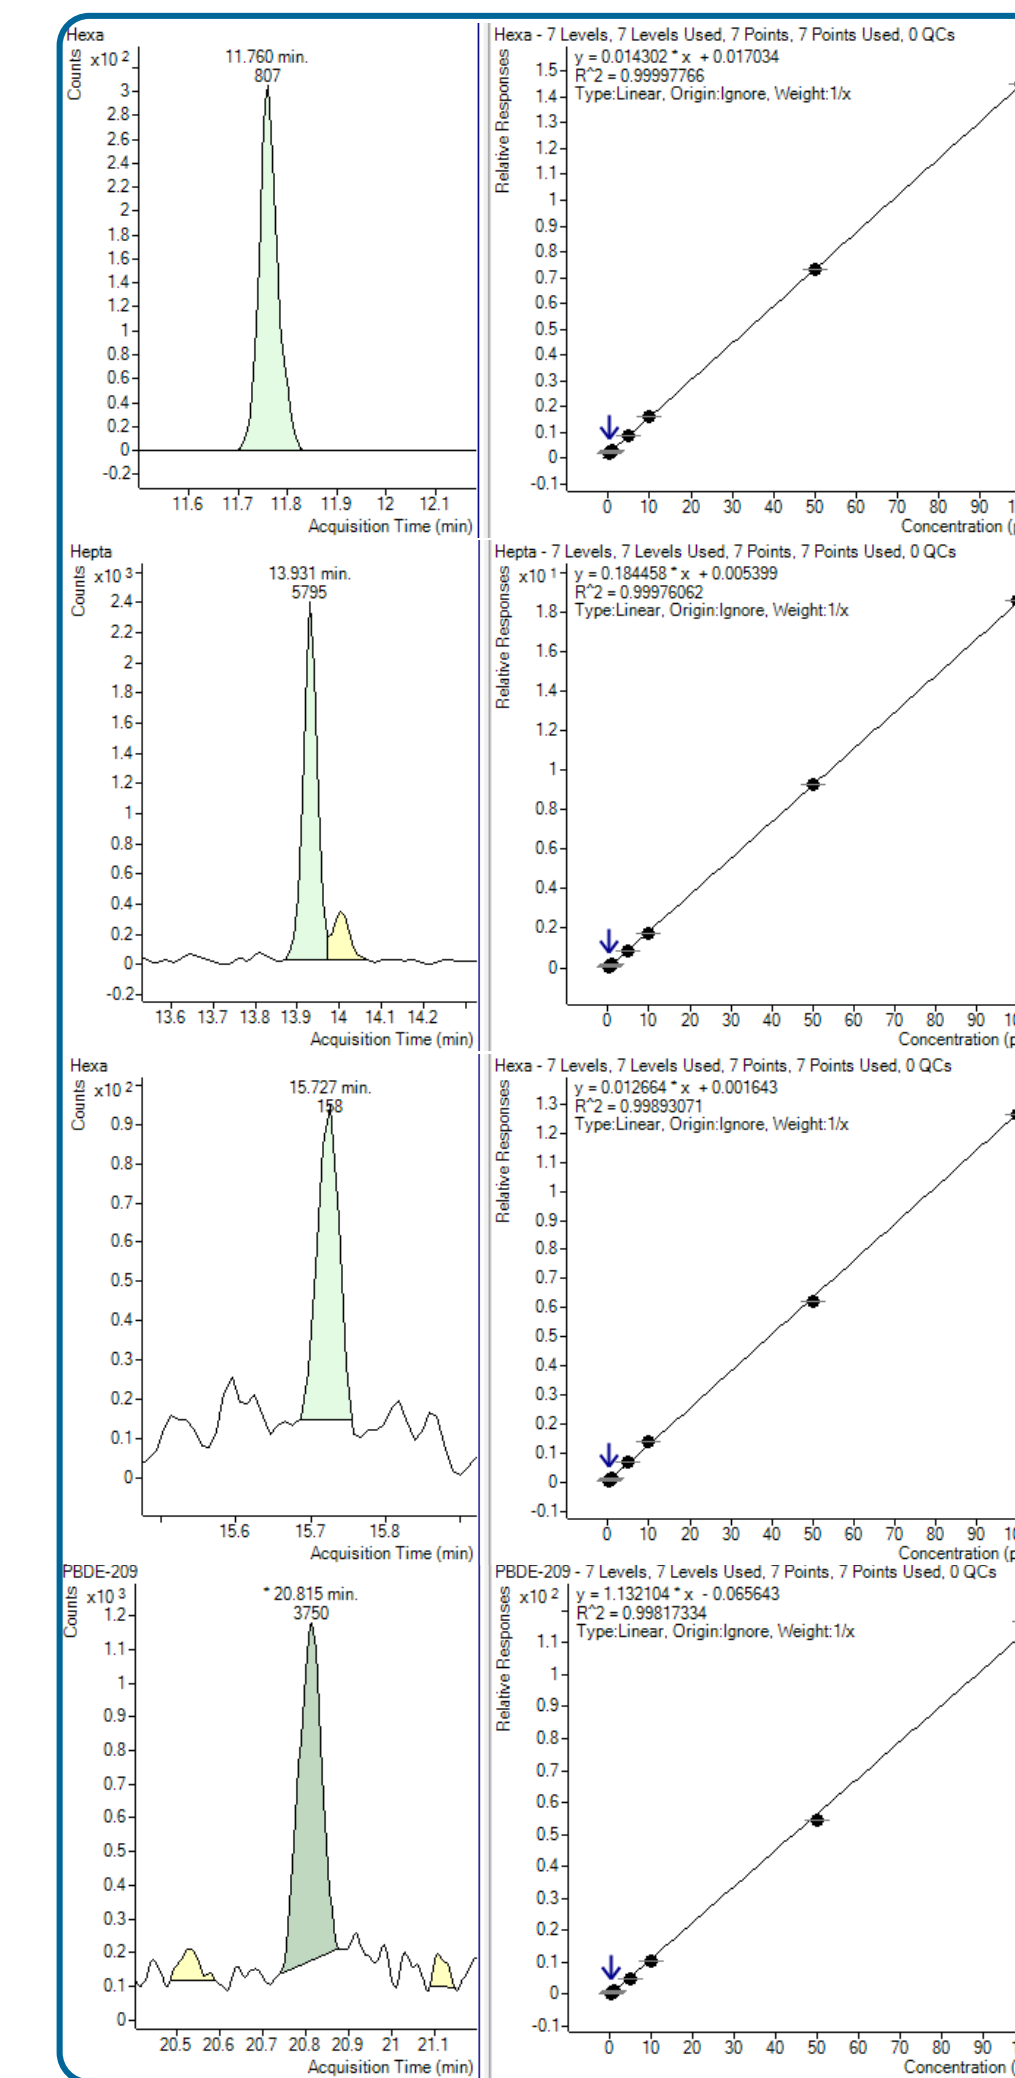 Hexa
Counts
x10 2
11.760 min.
807
3
2.8
2.6
2.4
2.2
2
1.8
1.6
1.4
1.2
1
0.8
0.6
0.4
0.2
0
-0.2
11.6 11.7 11.8 11.9 12 12.1
Acquisition Time (min)
Hexa - 7 Levels, 7 Levels Used, 7 Points, 7 Points Used, 0 QCs
Relative Responses
y = 0.014302 * x + 0.017034
R^2 = 0.99997766
Type:Linear, Origin:Ignore, Weight:1/x
1.5
1.4
1.3
1.2
1.1
1
0.9
0.8
0.7
0.6
0.5
0.4
0.3
0.2
0.1
0
-0.1
0 10 20 30 40 50 60 70 80 90 1
Concentration (
Hepta
Counts
x10 3
13.931 min.
5795
2.4
2.2
2
1.8
1.6
1.4
1.2
1
0.8
0.6
0.4
0.2
0
-0.2
13.6 13.7 13.8 13.9 14 14.1 14.2
Acquisition Time (min)
Hepta - 7 Levels, 7 Levels Used, 7 Points, 7 Points Used, 0 QCs
Relative Responses
x10 1
y = 0.184458 * x + 0.005399
R^2 = 0.99976062
Type:Linear, Origin:Ignore, Weight:1/x
1.8
1.6
1.4
1.2
1
0.8
0.6
0.4
0.2
0
0 10 20 30 40 50 60 70 80 90 10
Concentration (p
Hexa
Counts
x10 2
15.727 min.
158
0.9
0.8
0.7
0.6
0.5
0.4
0.3
0.2
0.1
0
15.6 15.7 15.8
Acquisition Time (min)
Hexa - 7 Levels, 7 Levels Used, 7 Points, 7 Points Used, 0 QCs
Relative Responses
y = 0.012664 * x + 0.001643
R^2 = 0.99893071
Type:Linear, Origin:Ignore, Weight:1/x
1.3
1.2
1.1
1
0.9
0.8
0.7
0.6
0.5
0.4
0.3
0.2
0.1
0
-0.1
0 10 20 30 40 50 60 70 80 90 10
Concentration (p
PBDE-209
Counts
x10 3
* 20.815 min.
3750
1.2
1.1
1
0.9
0.8
0.7
0.6
0.5
0.4
0.3
0.2
0.1
0
20.5 20.6 20.7 20.8 20.9 21 21.1
Acquisition Time (min)
PBDE-209 - 7 Levels, 7 Levels Used, 7 Points, 7 Points Used, 0 QCs
Relative Responses
x10 2
y = 1.132104 * x - 0.065643
R^2 = 0.99817334
Type:Linear, Origin:Ignore, Weight:1/x
1.1
1
0.9
0.8
0.7
0.6
0.5
0.4
0.3
0.2
0.1
0
-0.1
0 10 20 30 40 50 60 70 80 90 1
Concentration (